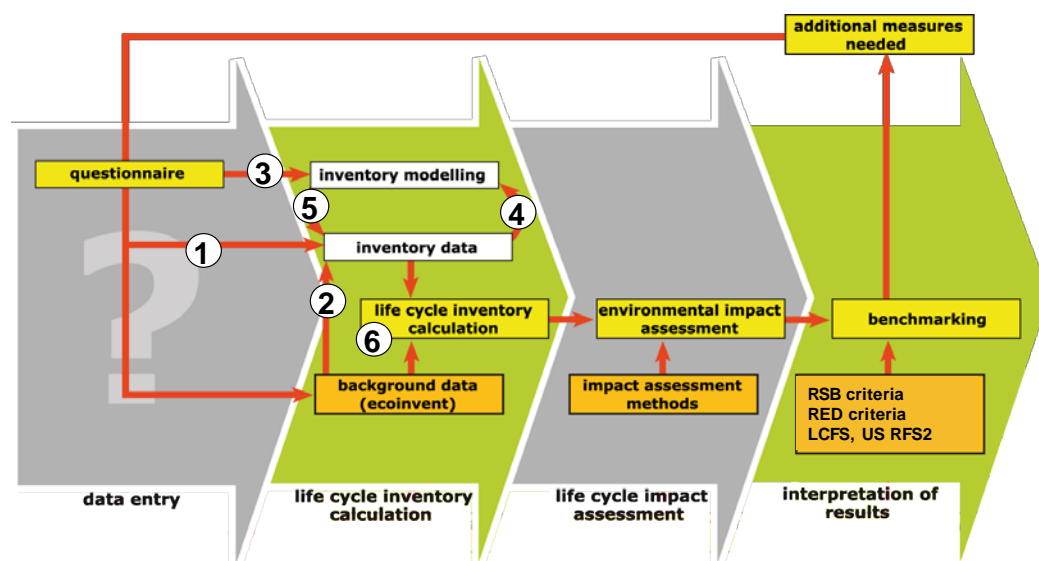 additional measures
needed
questionnaire
3
inventory modelling
5
4
1
inventory data
2
life cycle inventory
calculation
6
environmental impact
assessment
benchmarking
?
background data
(ecoinvent)
impact assessment
methods
RSB criteria
RED criteria
LCFS, US RFS2
data entry
life cycle inventory
calculation
life cycle impact
assessment
interpretation of
results